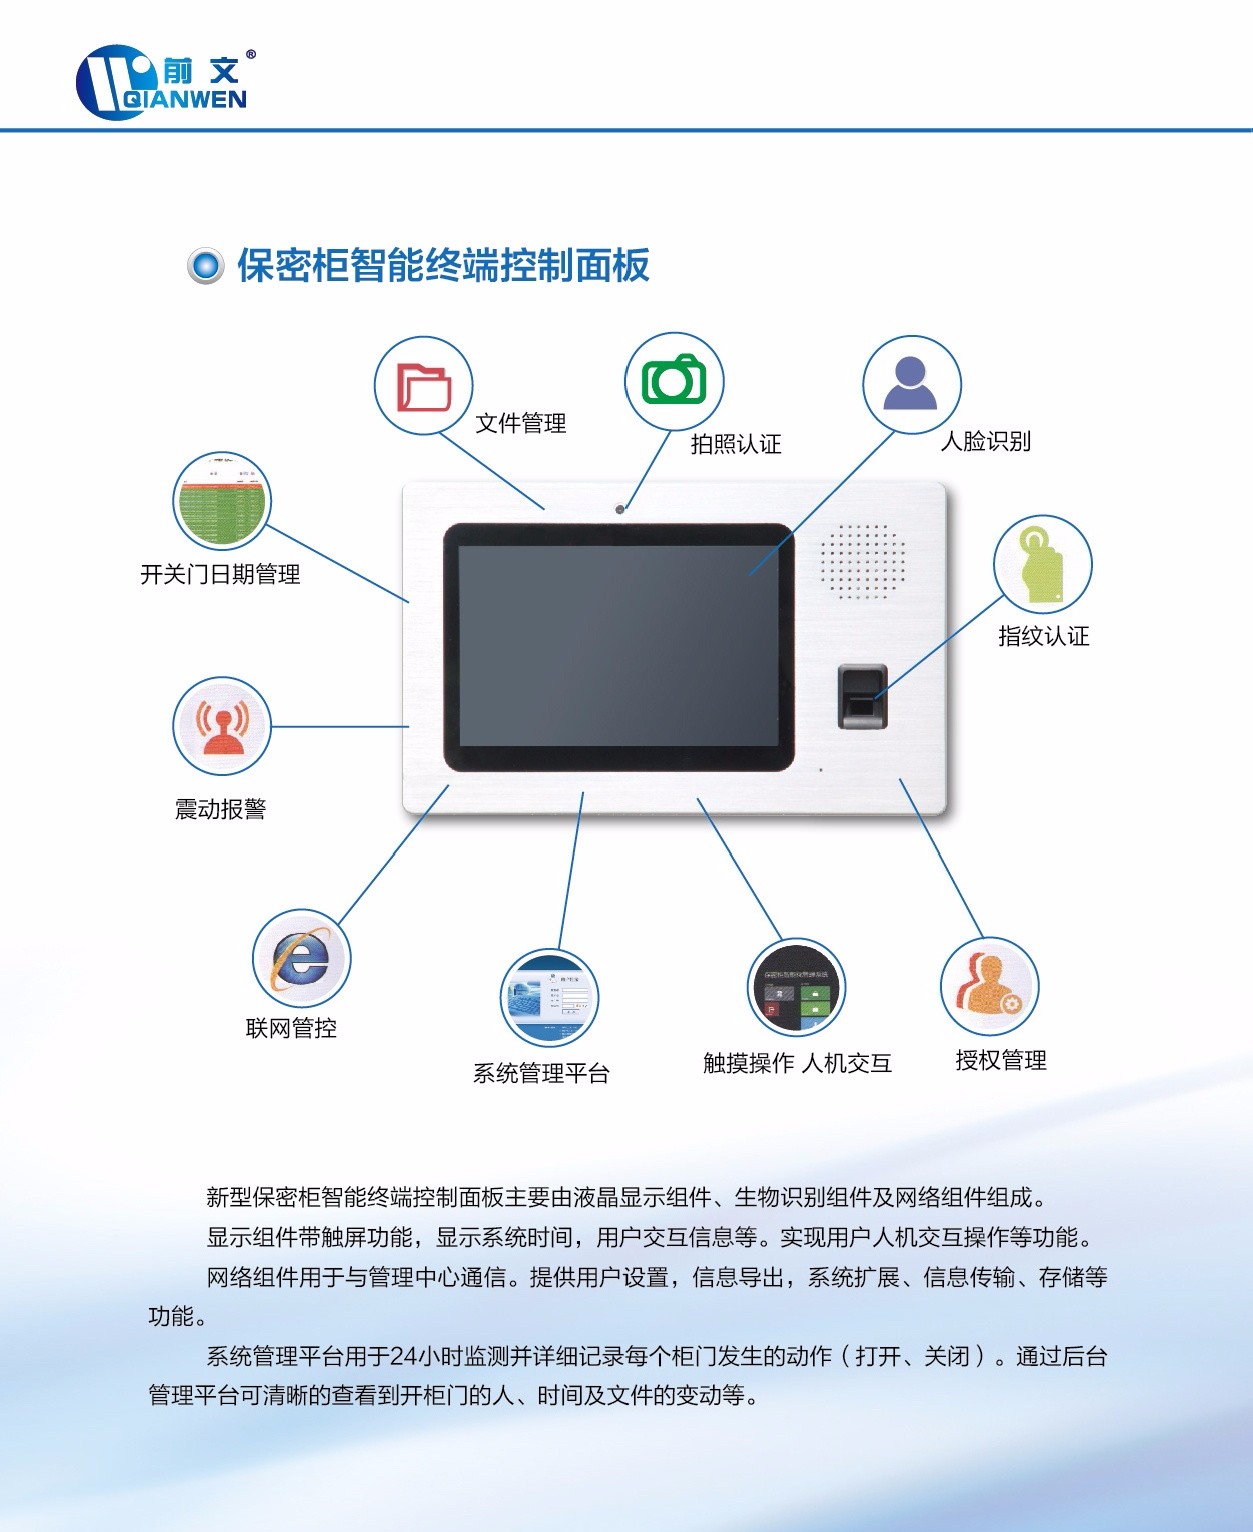 前文®
QIANWEN
保密柜智能终端控制面板
文件管理
拍照认证
人脸识别
开关门日期管理
指纹认证
震动报警
联网管控
系统管理平台
保密柜智能化管理系统
触摸操作 人机交互
授权管理
新型保密柜智能终端控制面板主要由液晶显示组件、生物识别组件及网络组件组成。
显示组件带触屏功能，显示系统时间，用户交互信息等。实现用户人机交互操作等功能。
网络组件用于与管理中心通信。提供用户设置，信息导出，系统扩展、信息传输、存储等
功能。
系统管理平台用于24小时监测并详细记录每个柜门发生的动作（打开、关闭）。通过后台
管理平台可清晰的查看到开柜门的人、时间及文件的变动等。